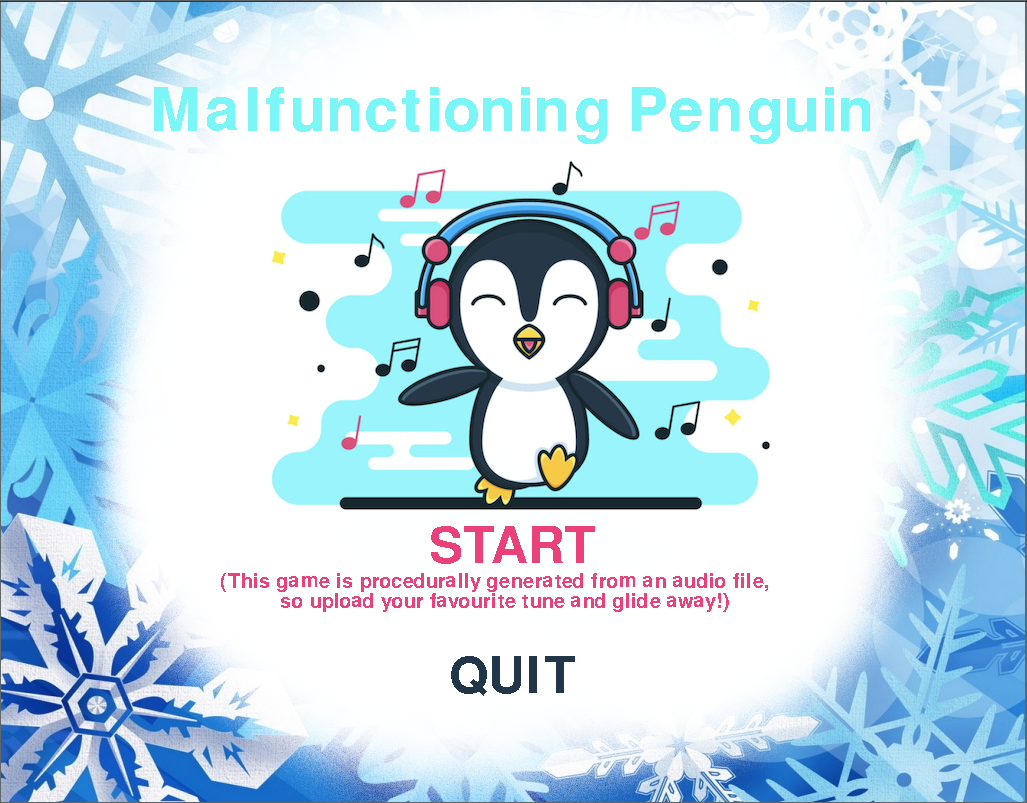 Malfunctioning Penguin
START
(This game is procedurally generated from an audio file,
so upload your favourite tune and glide away!)
QUIT